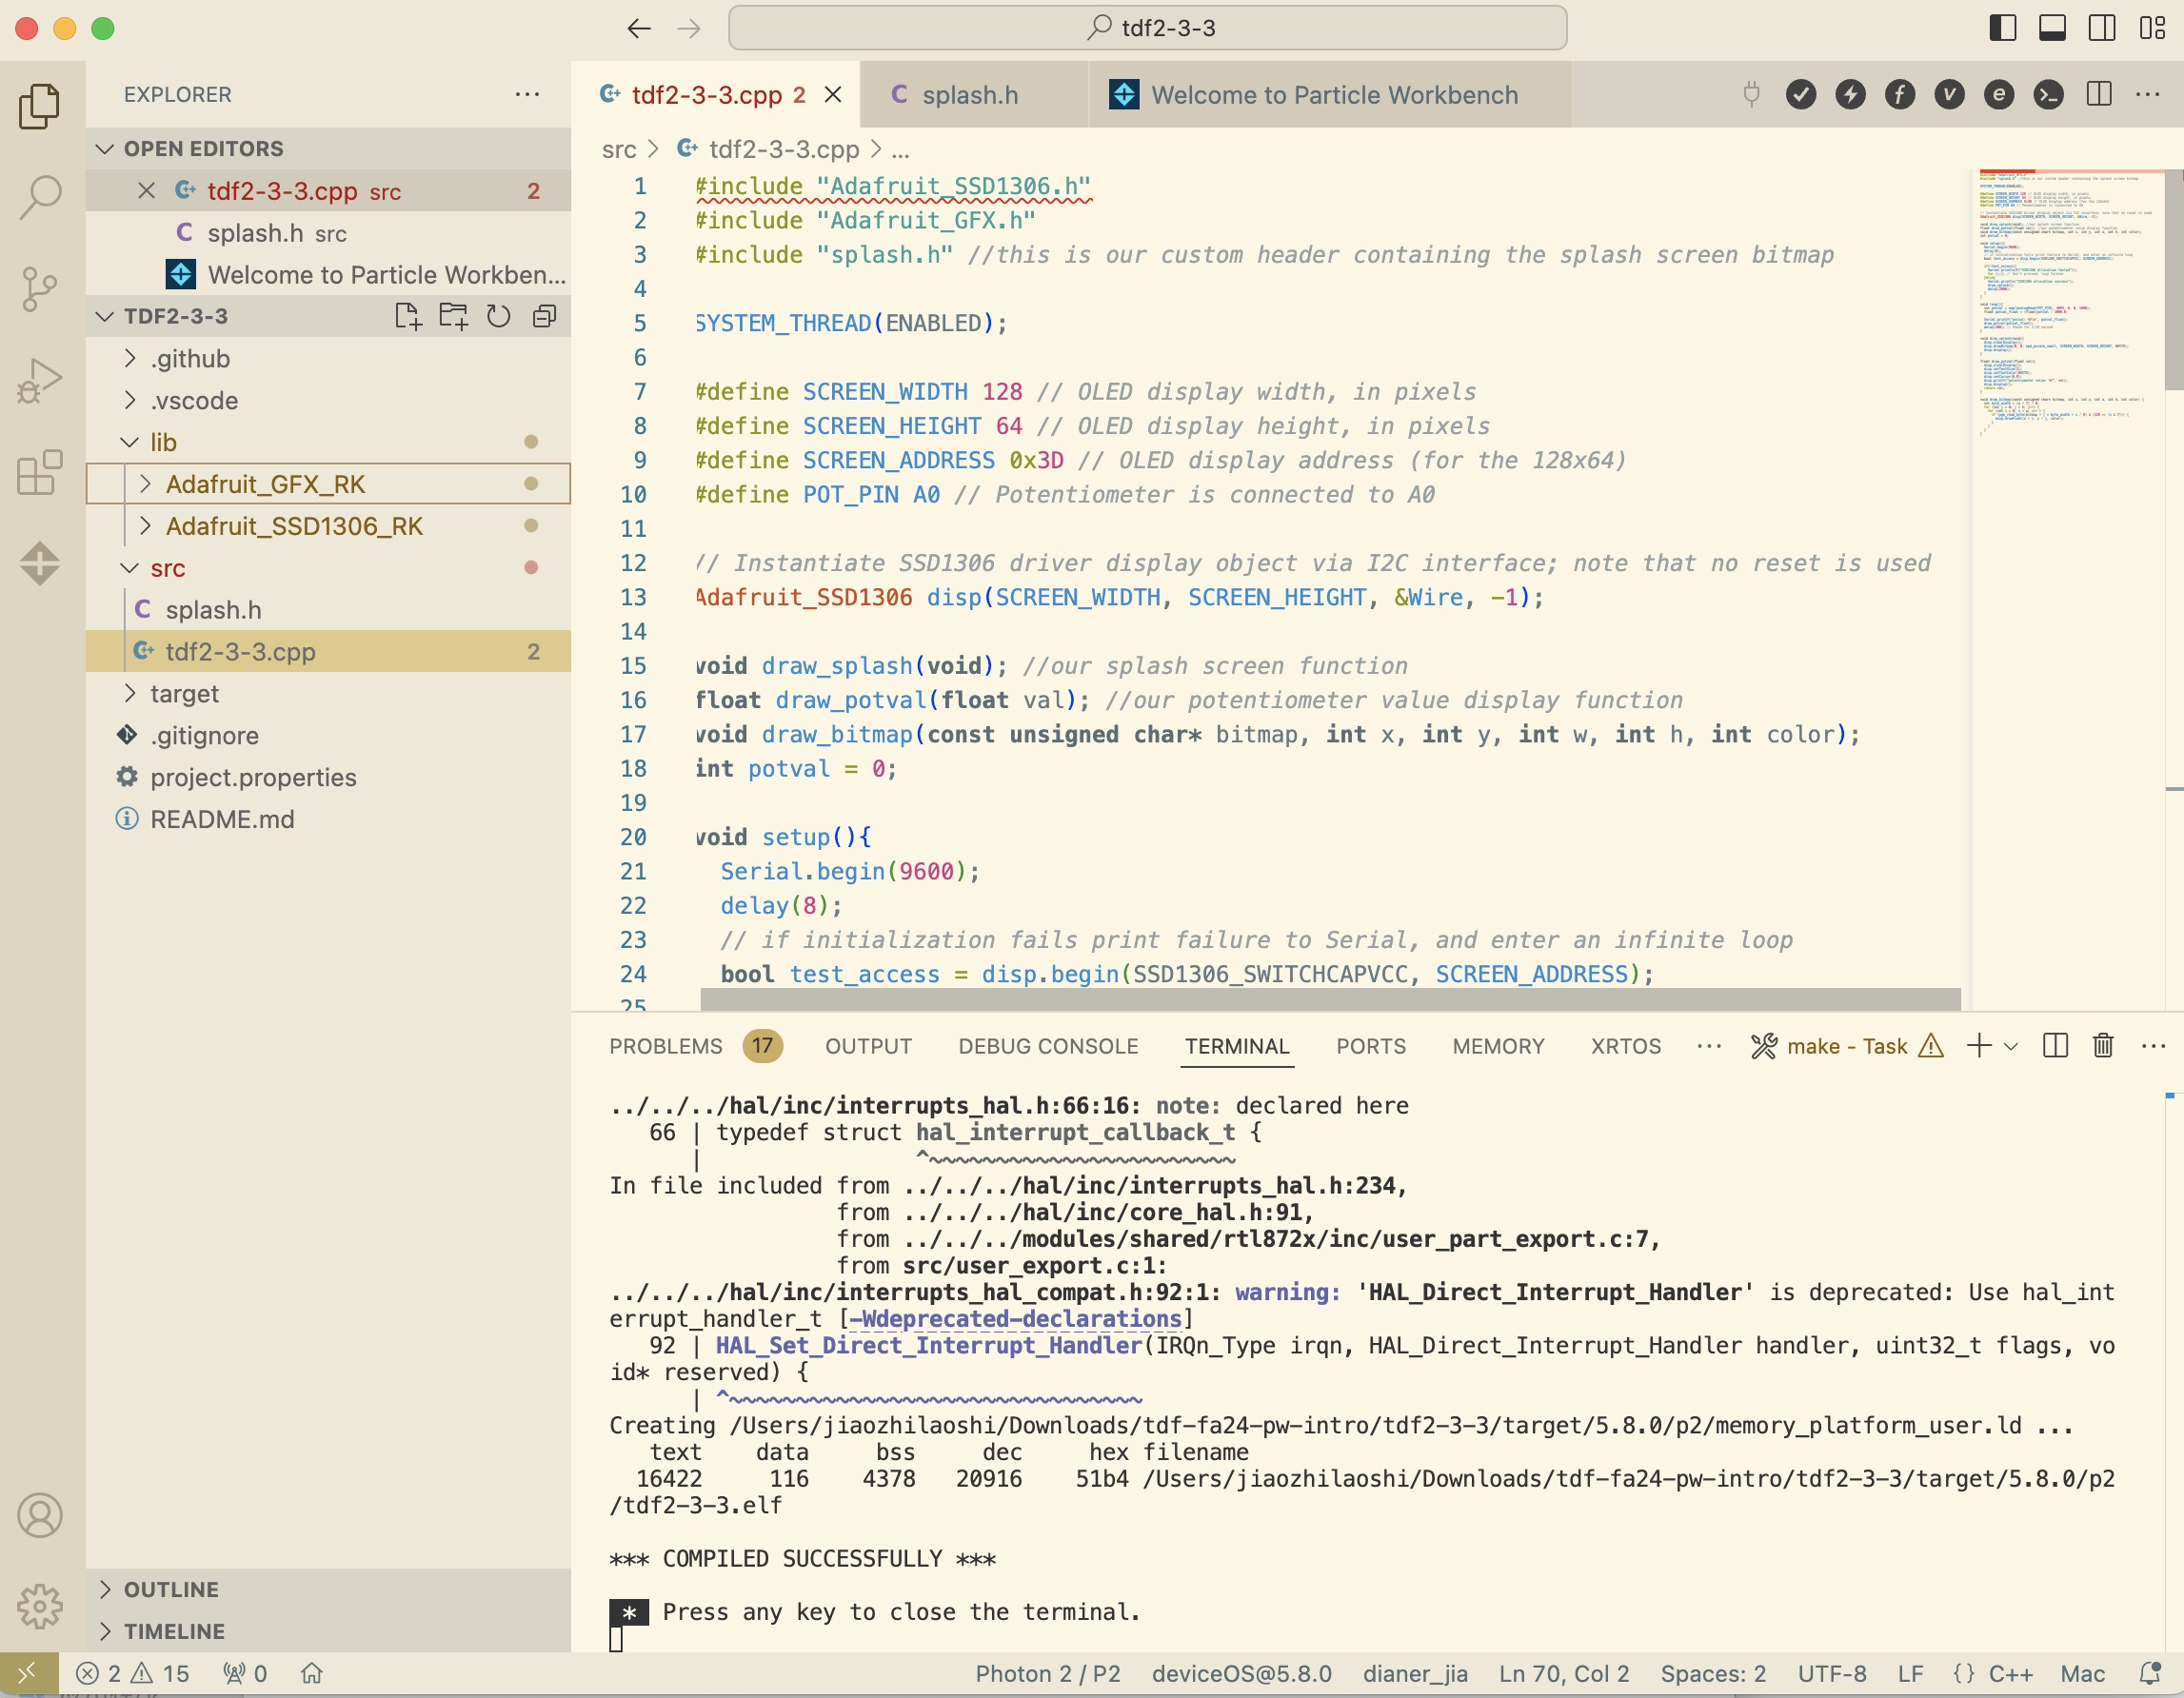 tdf2-3-3
EXPLORER
OPEN EDITORS
tdf2-3-3.cpp src 2
splash.h src
Welcome to Particle Workben...
TDF2-3-3
.github
.vscode
lib
Adafruit_GFX_RK
Adafruit_SSD1306_RK
src
splash.h
tdf2-3-3.cpp 2
target
.gitignore
project.properties
README.md
OUTLINE
TIMELINE
tdf2-3-3.cpp 2
splash.h
Welcome to Particle Workbench
src > tdf2-3-3.cpp > ...
1 #include "Adafruit_SSD1306.h"
2 #include "Adafruit_GFX.h"
3 #include "splash.h" //this is our custom header containing the splash screen bitmap
4
5 SYSTEM_THREAD(ENABLED);
6
7 #define SCREEN_WIDTH 128 // OLED display width, in pixels
8 #define SCREEN_HEIGHT 64 // OLED display height, in pixels
9 #define SCREEN_ADDRESS 0x3D // OLED display address (for the 128x64)
10 #define POT_PIN A0 // Potentiometer is connected to A0
11
12 // Instantiate SSD1306 driver display object via I2C interface; note that no reset is used
13 Adafruit_SSD1306 disp(SCREEN_WIDTH, SCREEN_HEIGHT, &Wire, -1);
14
15 void draw_splash(void); //our splash screen function
16 float draw_potval(float val); //our potentiometer value display function
17 void draw_bitmap(const unsigned char* bitmap, int x, int y, int w, int h, int color);
18 int potval = 0;
19
20 void setup(){
21 Serial.begin(9600);
22 delay(8);
23 // if initialization fails print failure to Serial, and enter an infinite loop
24 bool test_access = disp.begin(SSD1306_SWITCHCAPVCC, SCREEN_ADDRESS);
25
PROBLEMS 17 OUTPUT DEBUG CONSOLE TERMINAL PORTS MEMORY XRTOS ... make - Task
../../../hal/inc/interrupts_hal.h:66:16: note: declared here
66 | typedef struct hal_interrupt_callback_t {
| ^~~~~~~~~~~~~~~~~~~~~~~~
In file included from ../../../hal/inc/interrupts_hal.h:234,
from ../../../hal/inc/core_hal.h:91,
from ../../../modules/shared/rtl872x/inc/user_part_export.c:7,
from src/user_export.c:1:
../../../hal/inc/interrupts_hal_compat.h:92:1: warning: 'HAL_Direct_Interrupt_Handler' is deprecated: Use hal_int
errupt_handler_t [-Wdeprecated-declarations]
92 | HAL_Set_Direct_Interrupt_Handler(IRQn_Type irqn, HAL_Direct_Interrupt_Handler handler, uint32_t flags, vo
id* reserved) {
| ^~~~~~~~~~~~~~~~~~~~~~~~~~~~~~~~
Creating /Users/jiaozhilaoshi/Downloads/tdf-fa24-pw-intro/tdf2-3-3/target/5.8.0/p2/memory_platform_user.ld ...
text data bss dec hex filename
16422 116 4378 20916 51b4 /Users/jiaozhilaoshi/Downloads/tdf-fa24-pw-intro/tdf2-3-3/target/5.8.0/p2
/tdf2-3-3.elf
*** COMPILED SUCCESSFULLY ***
* Press any key to close the terminal.
2 15 0 Photon 2 / P2 deviceOS@5.8.0 dianer_jia Ln 70, Col 2 Spaces: 2 UTF-8 LF {} C++ Mac